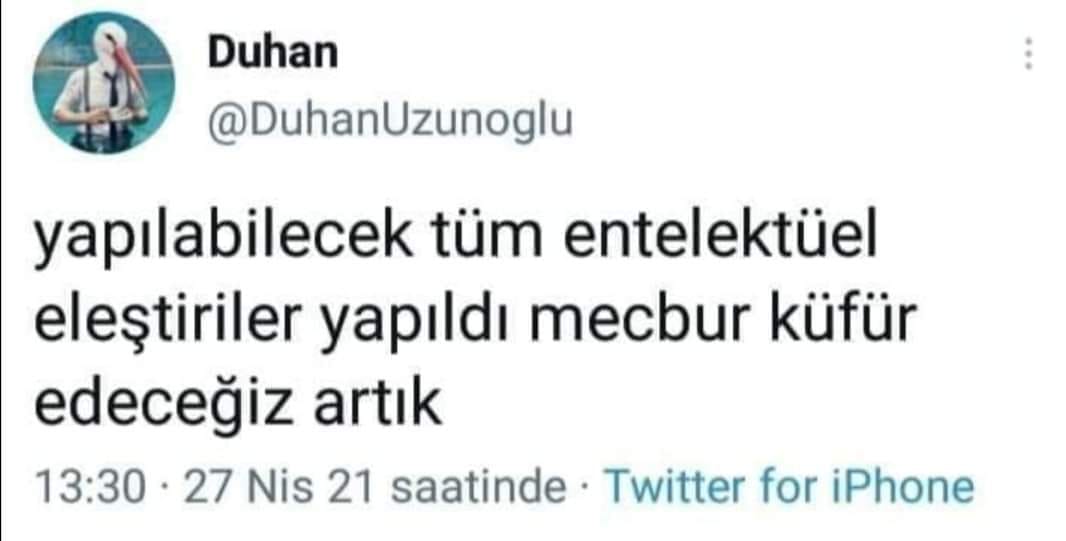 Duhan
@DuhanUzunoglu
yapılabilecek tüm entelektüel
eleştiriler yapıldı mecbur küfür
edeceğiz artık
13:30 · 27 Nis 21 saatinde · Twitter for iPhone